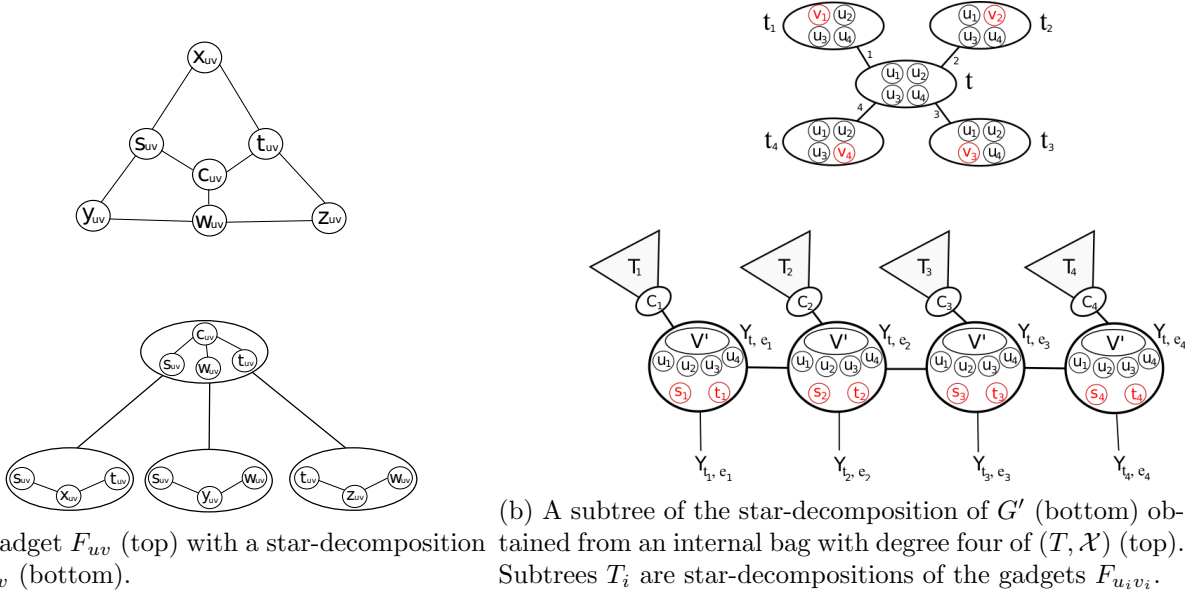 x_uv
s_uv t_uv
c_uv
y_uv w_uv z_uv
c_uv
s_uv w_uv t_uv
s_uv t_uv s_uv w_uv t_uv w_uv
x_uv y_uv z_uv
adget F_uv (top) with a star-decomposition
v (bottom).
t_1 v_1 u_2 u_1 v_2 t_2
u_3 u_4 u_3 u_4
1 2
u_1 u_2 t
u_3 u_4
4 3
t_4 u_1 u_2 u_1 u_2 t_3
u_3 v_4 v_3 u_4
T_1 T_2 T_3 T_4
C_1 C_2 C_3 C_4
V' Y_t, e_1 V' Y_t, e_2 V' Y_t, e_3 V' Y_t, e_4
u_1 u_2 u_3 u_4 u_1 u_2 u_3 u_4 u_1 u_2 u_3 u_4 u_1 u_2 u_3 u_4
s_1 t_1 s_2 t_2 s_3 t_3 s_4 t_4
Y_t_1, e_1 Y_t_2, e_2 Y_t_3, e_3 Y_t_4, e_4
(b) A subtree of the star-decomposition of G′ (bottom) ob-
tained from an internal bag with degree four of (T, 𝒳) (top).
Subtrees T_i are star-decompositions of the gadgets F_u_iv_i.